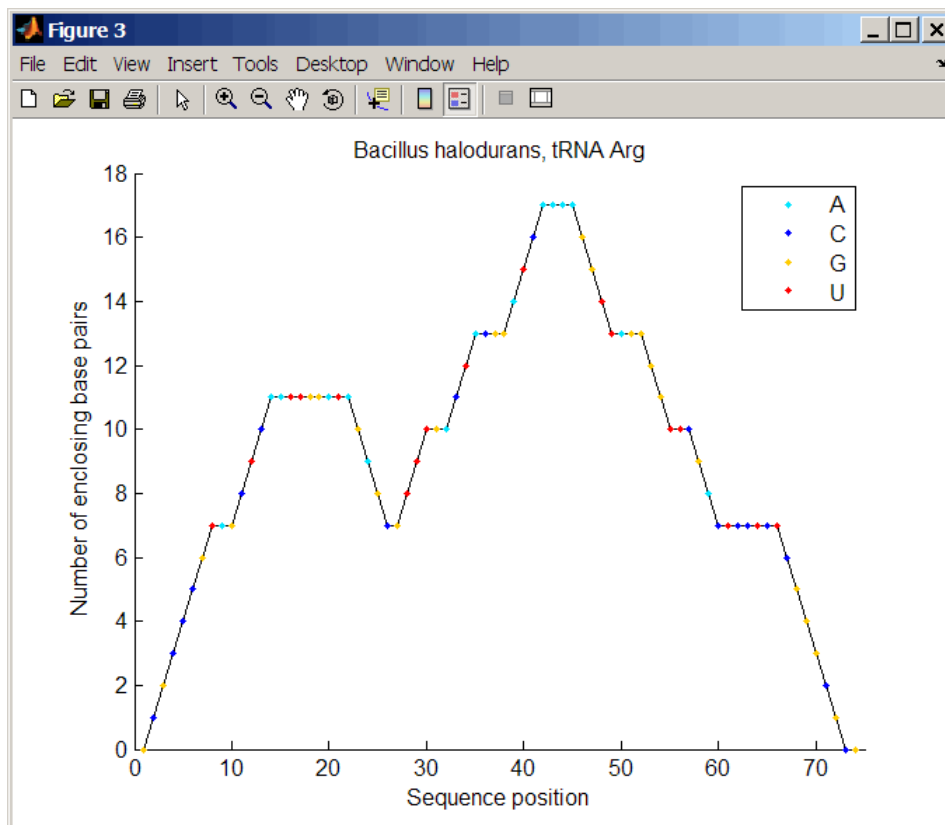 Figure 3
File Edit View Insert Tools Desktop Window Help
Bacillus halodurans, tRNA Arg
18
16
14
12
10
8
6
4
2
0
Number of enclosing base pairs
A
C
G
U
0 10 20 30 40 50 60 70
Sequence position